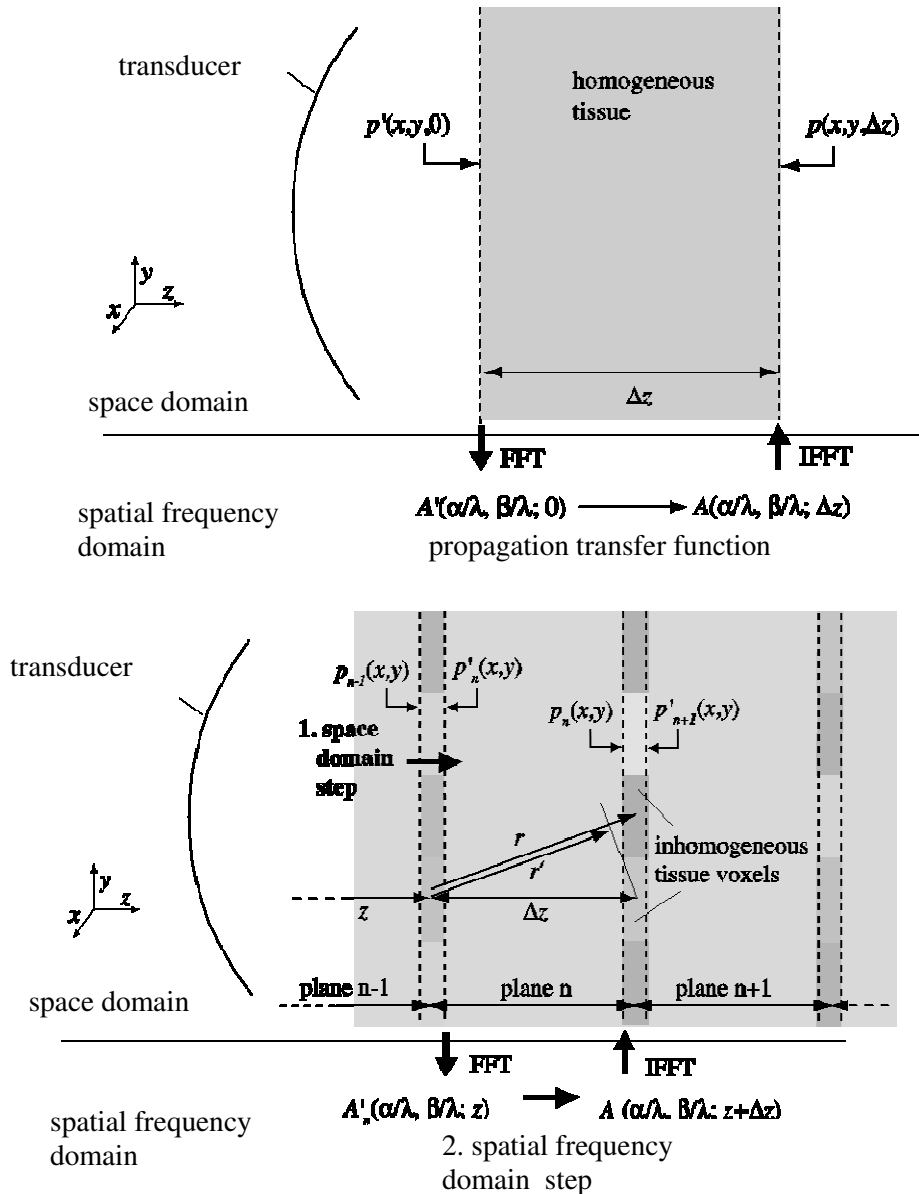 transducer
homogeneous
tissue
p'(x,y,0)
p(x,y,Δz)
y
z
x
Δz
space domain
FFT
IFFT
spatial frequency
domain
A'(α/λ, β/λ; 0)
A(α/λ, β/λ; Δz)
propagation transfer function
transducer
p_{n-1}(x,y)
p'_n(x,y)
p_n(x,y)
p'_{n+1}(x,y)
1. space
domain
step
r
r'
inhomogeneous
tissue voxels
y
z
x
z
Δz
space domain
plane n-1
plane n
plane n+1
FFT
IFFT
spatial frequency
domain
A'_n(α/λ, β/λ; z)
A (α/λ, β/λ; z+Δz)
2. spatial frequency
domain step